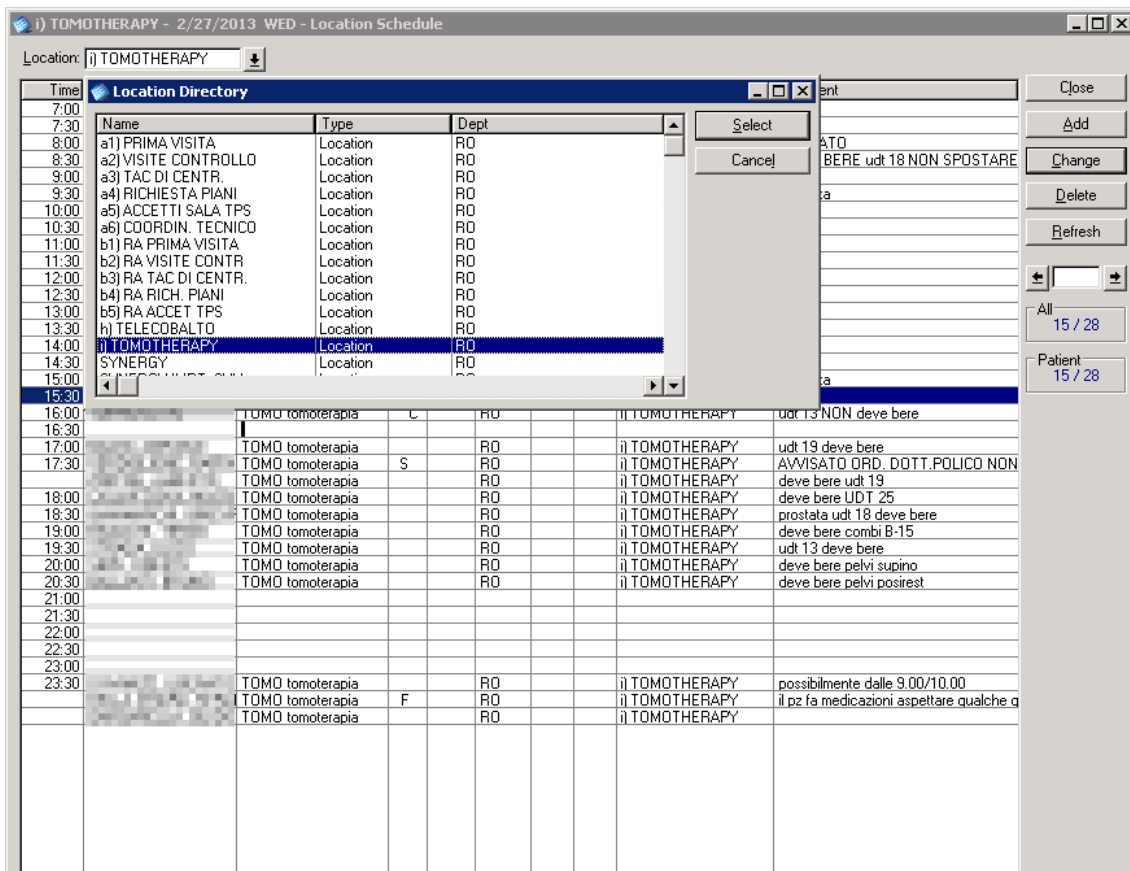 i) TOMOTHERAPY - 2/27/2013 WED - Location Schedule
Location: i) TOMOTHERAPY
Time
Location Directory
Name Type Dept
a1) PRIMA VISITA Location RO
a2) VISITE CONTROLLO Location RO
a3) TAC DI CENTR. Location RO
a4) RICHIESTA PIANI Location RO
a5) ACCETTI SALA TPS Location RO
a6) COORDIN. TECNICO Location RO
b1) RA PRIMA VISITA Location RO
b2) RA VISITE CONTR Location RO
b3) RA TAC DI CENTR. Location RO
b4) RA RICH. PIANI Location RO
b5) RA ACCET TPS Location RO
h) TELECOBALTO Location RO
i) TOMOTHERAPY Location RO
SYNERGY Location RO
Select
Cancel
7:00
7:30
8:00
8:30 BERE udt 18 NON SPOSTARE
9:00
9:30
10:00
10:30
11:00
11:30
12:00
12:30
13:00
13:30
14:00
14:30
15:00
15:30
16:00 TOMO tomoterapia C RO i) TOMOTHERAPY udt 13 NON deve bere
16:30
17:00 TOMO tomoterapia RO i) TOMOTHERAPY udt 19 deve bere
17:30 TOMO tomoterapia S RO i) TOMOTHERAPY AVVISATO ORD. DOTT.POLICO NON
TOMO tomoterapia RO i) TOMOTHERAPY deve bere udt 19
18:00 TOMO tomoterapia RO i) TOMOTHERAPY deve bere UDT 25
18:30 TOMO tomoterapia RO i) TOMOTHERAPY prostata udt 18 deve bere
19:00 TOMO tomoterapia RO i) TOMOTHERAPY deve bere combi B-15
19:30 TOMO tomoterapia RO i) TOMOTHERAPY udt 13 deve bere
20:00 TOMO tomoterapia RO i) TOMOTHERAPY deve bere pelvi supino
20:30 TOMO tomoterapia RO i) TOMOTHERAPY deve bere pelvi posirest
21:00
21:30
22:00
22:30
23:00
23:30 TOMO tomoterapia RO i) TOMOTHERAPY possibilmente dalle 9.00/10.00
TOMO tomoterapia F RO i) TOMOTHERAPY il pz fa medicazioni aspettare qualche q
TOMO tomoterapia RO i) TOMOTHERAPY
Close
Add
Change
Delete
Refresh
All
15 / 28
Patient
15 / 28